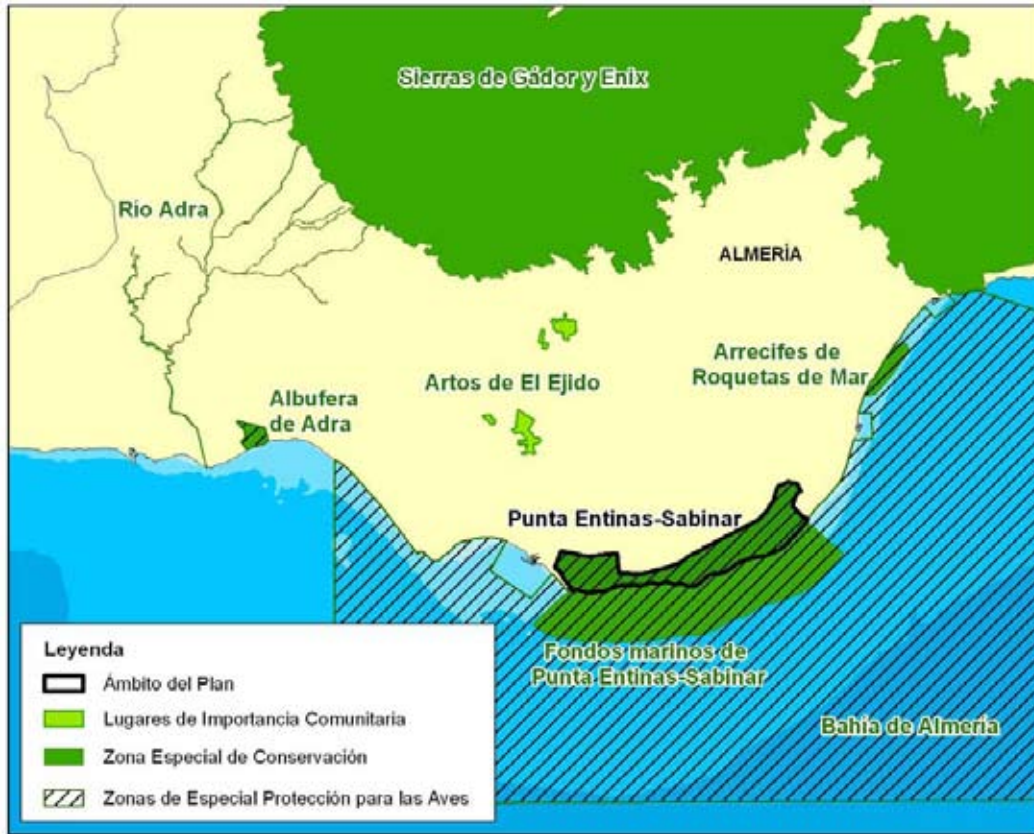 Sierras de Gádor y Enix
Río Adra
ALMERÍA
Arrecifes de
Roquetas de Mar
Artos de El Ejido
Albufera
de Adra
Punta Entinas-Sabinar
Fondos marinos de
Punta Entinas-Sabinar
Bahía de Almería
Leyenda
Ámbito del Plan
Lugares de Importancia Comunitaria
Zona Especial de Conservación
Zonas de Especial Protección para las Aves